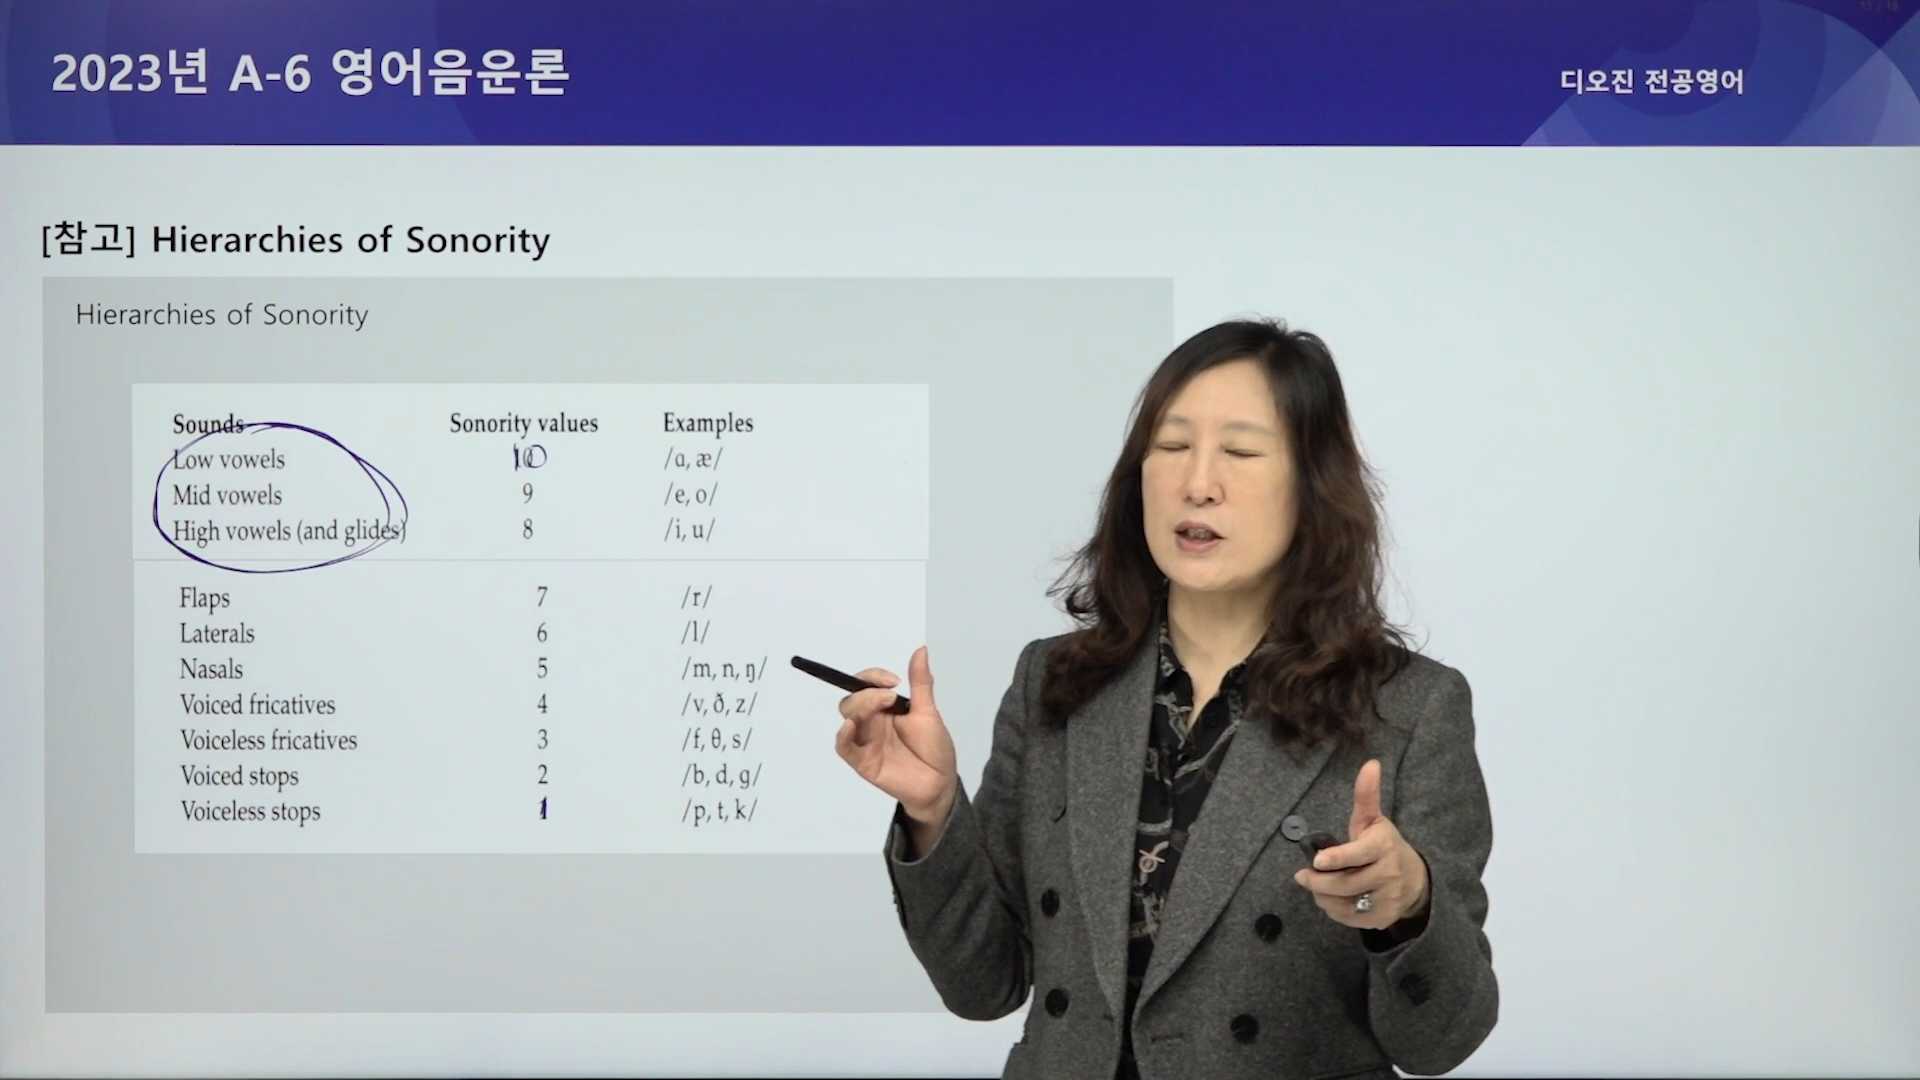 2023년 A-6 영어음운론
디오진 전공영어
[참고] Hierarchies of Sonority
Hierarchies of Sonority
Sounds Sonority values Examples
Low vowels 10 /ɑ, æ/
Mid vowels 9 /e, o/
High vowels (and glides) 8 /i, u/
Flaps 7 /r/
Laterals 6 /l/
Nasals 5 /m, n, ŋ/
Voiced fricatives 4 /v, ð, z/
Voiceless fricatives 3 /f, θ, s/
Voiced stops 2 /b, d, g/
Voiceless stops 1 /p, t, k/